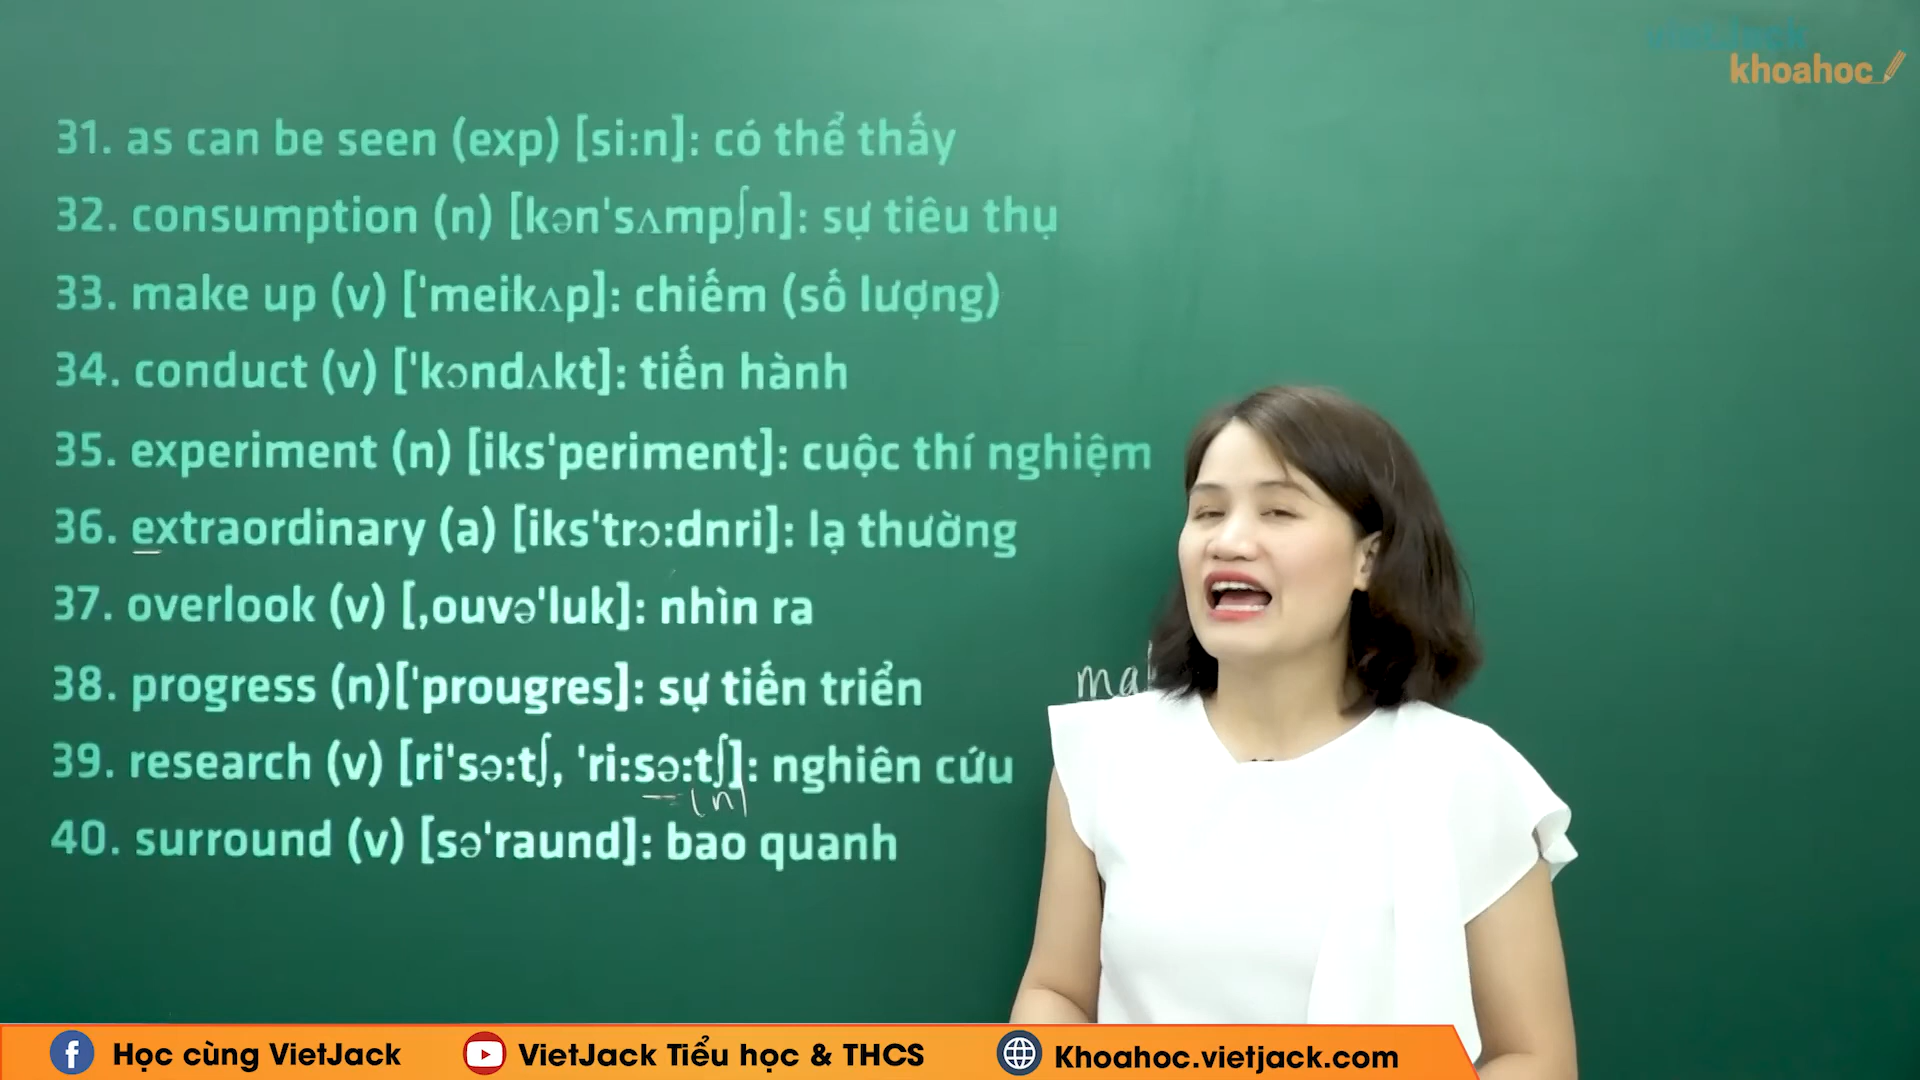 vietJack
khoahoc
31. as can be seen (exp) [si:n]: có thể thấy
32. consumption (n) [kən'sʌmpʃn]: sự tiêu thụ
33. make up (v) ['meikʌp]: chiếm (số lượng)
34. conduct (v) ['kɔndʌkt]: tiến hành
35. experiment (n) [iks'periment]: cuộc thí nghiệm
36. extraordinary (a) [iks'trɔ:dnri]: lạ thường
37. overlook (v) [,ouvə'luk]: nhìn ra
38. progress (n)['prougres]: sự tiến triển
39. research (v) [ri'sə:tʃ, 'ri:sə:tʃ]: nghiên cứu
(n)
40. surround (v) [sə'raund]: bao quanh
Học cùng VietJack
VietJack Tiểu học & THCS
Khoahoc.vietjack.com